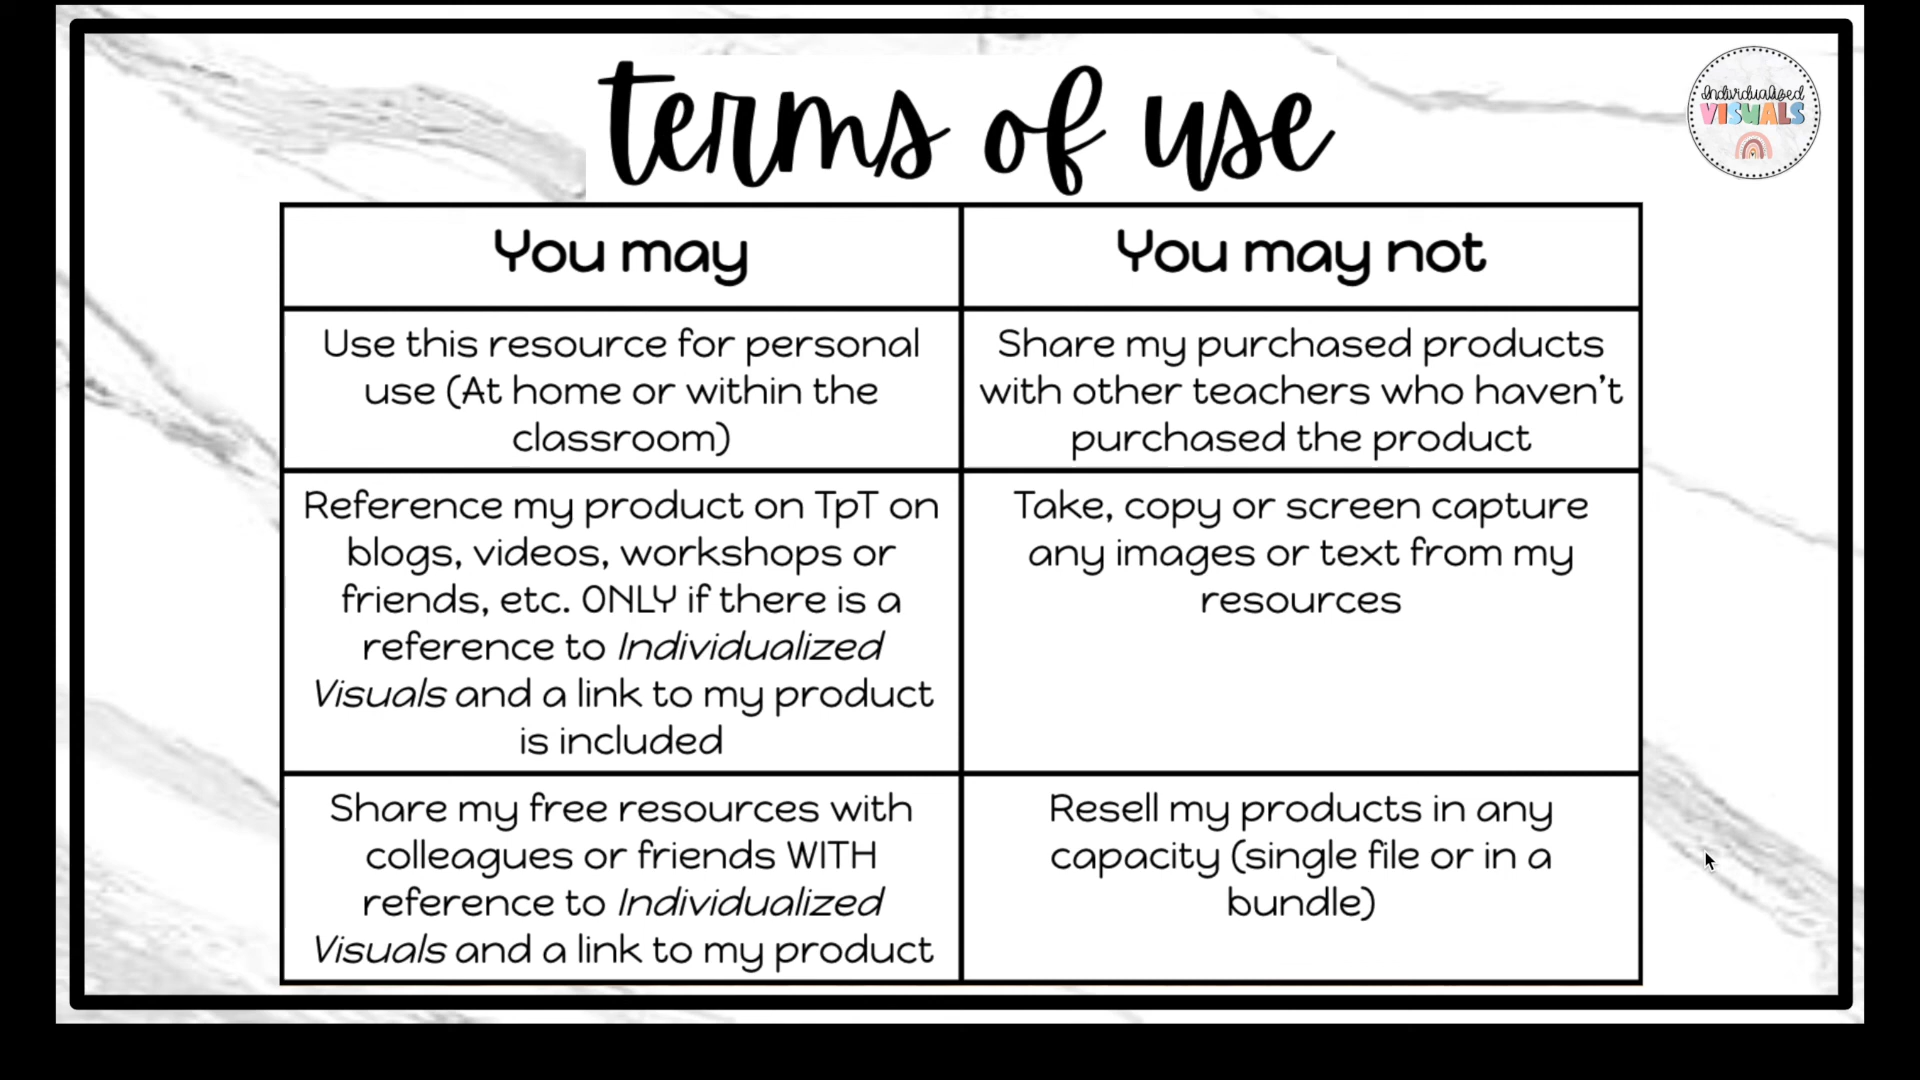 terms of use
Individualized
VISUALS
You may
You may not
Use this resource for personal
use (At home or within the
classroom)
Share my purchased products
with other teachers who haven't
purchased the product
Reference my product on TpT on
blogs, videos, workshops or
friends, etc. ONLY if there is a
reference to Individualized
Visuals and a link to my product
is included
Take, copy or screen capture
any images or text from my
resources
Share my free resources with
colleagues or friends WITH
reference to Individualized
Visuals and a link to my product
Resell my products in any
capacity (single file or in a
bundle)